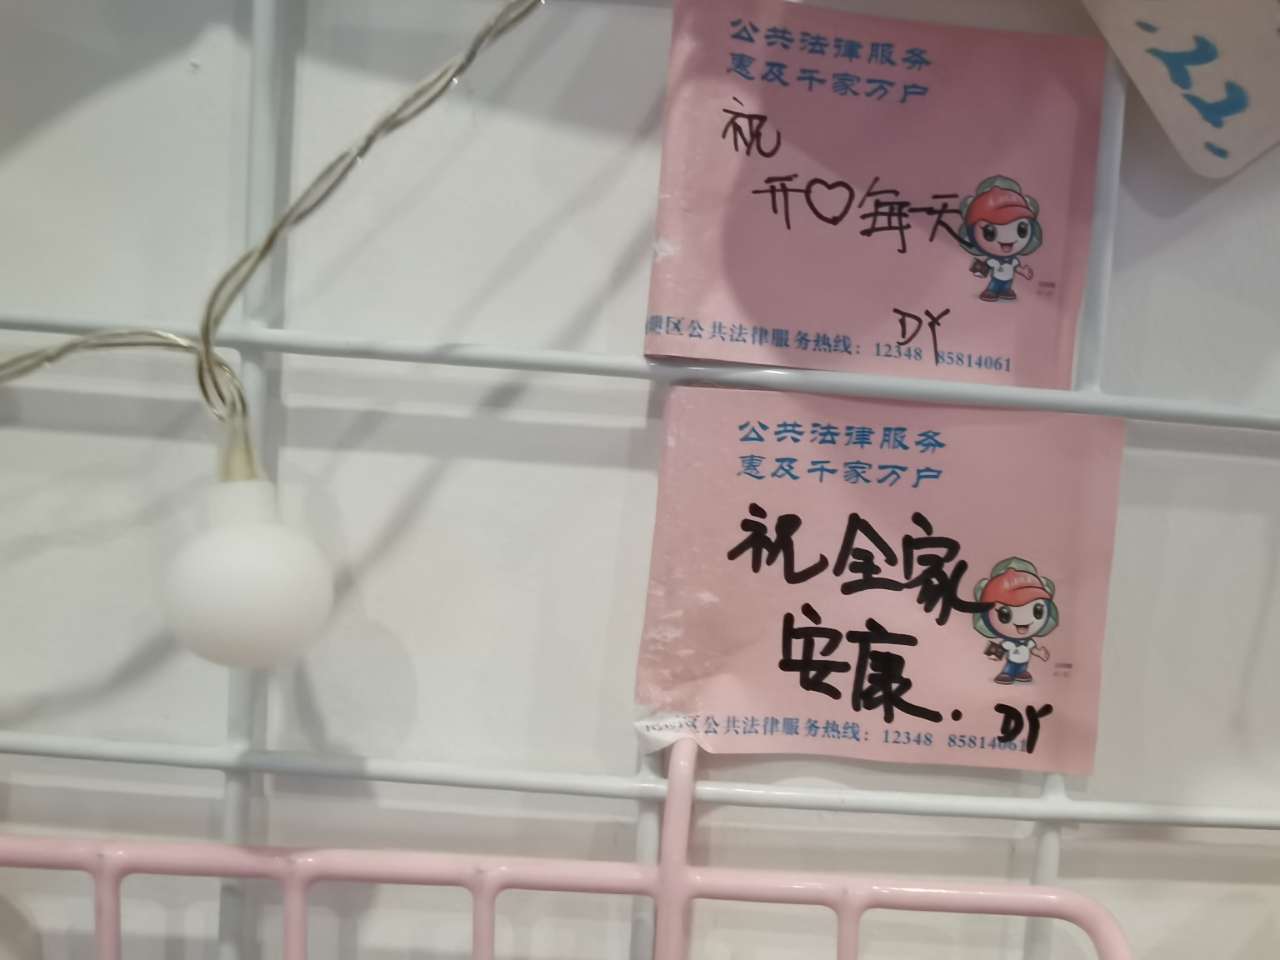 公共法律服务
惠及千家万户
祝
开♡每一天
DY
区公共法律服务热线：12348 85814061
22
公共法律服务
惠及千家万户
祝全家
安康.
DY
区公共法律服务热线：12348 85814061